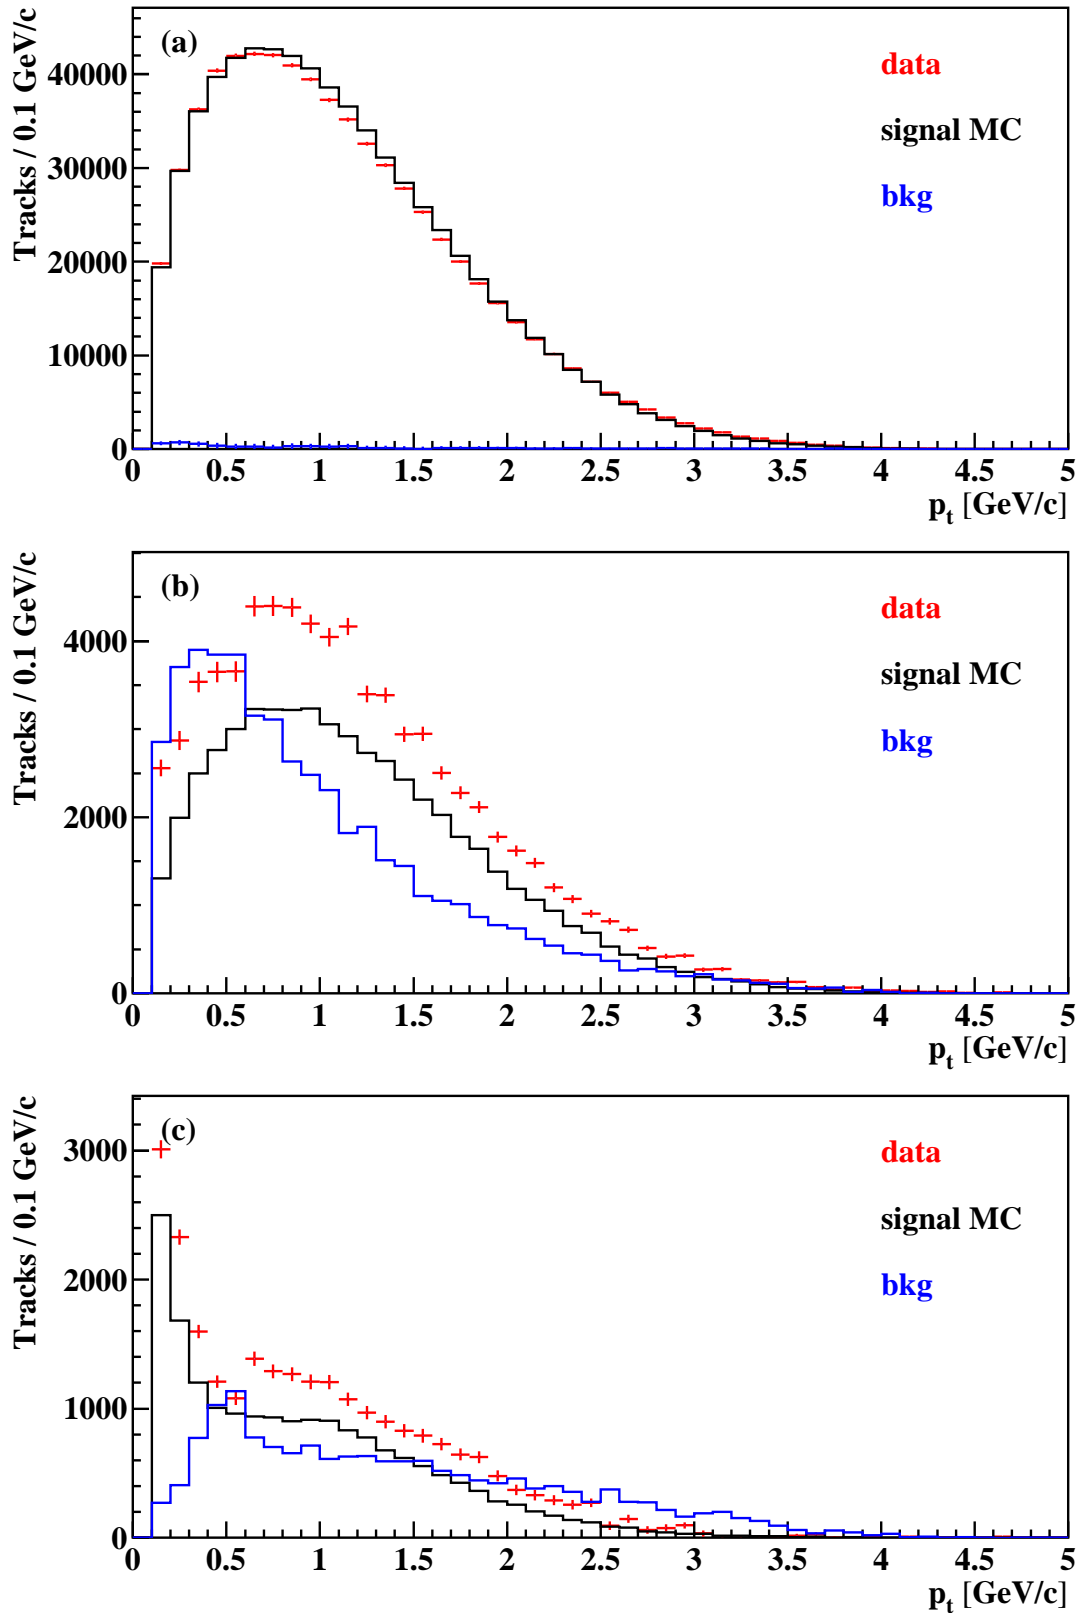 (a)
data
signal MC
bkg
Tracks / 0.1 GeV/c
40000
30000
20000
10000
0
0 0.5 1 1.5 2 2.5 3 3.5 4 4.5 5
p_t [GeV/c]
(b)
data
signal MC
bkg
Tracks / 0.1 GeV/c
4000
2000
0
0 0.5 1 1.5 2 2.5 3 3.5 4 4.5 5
p_t [GeV/c]
(c)
data
signal MC
bkg
Tracks / 0.1 GeV/c
3000
2000
1000
0
0 0.5 1 1.5 2 2.5 3 3.5 4 4.5 5
p_t [GeV/c]